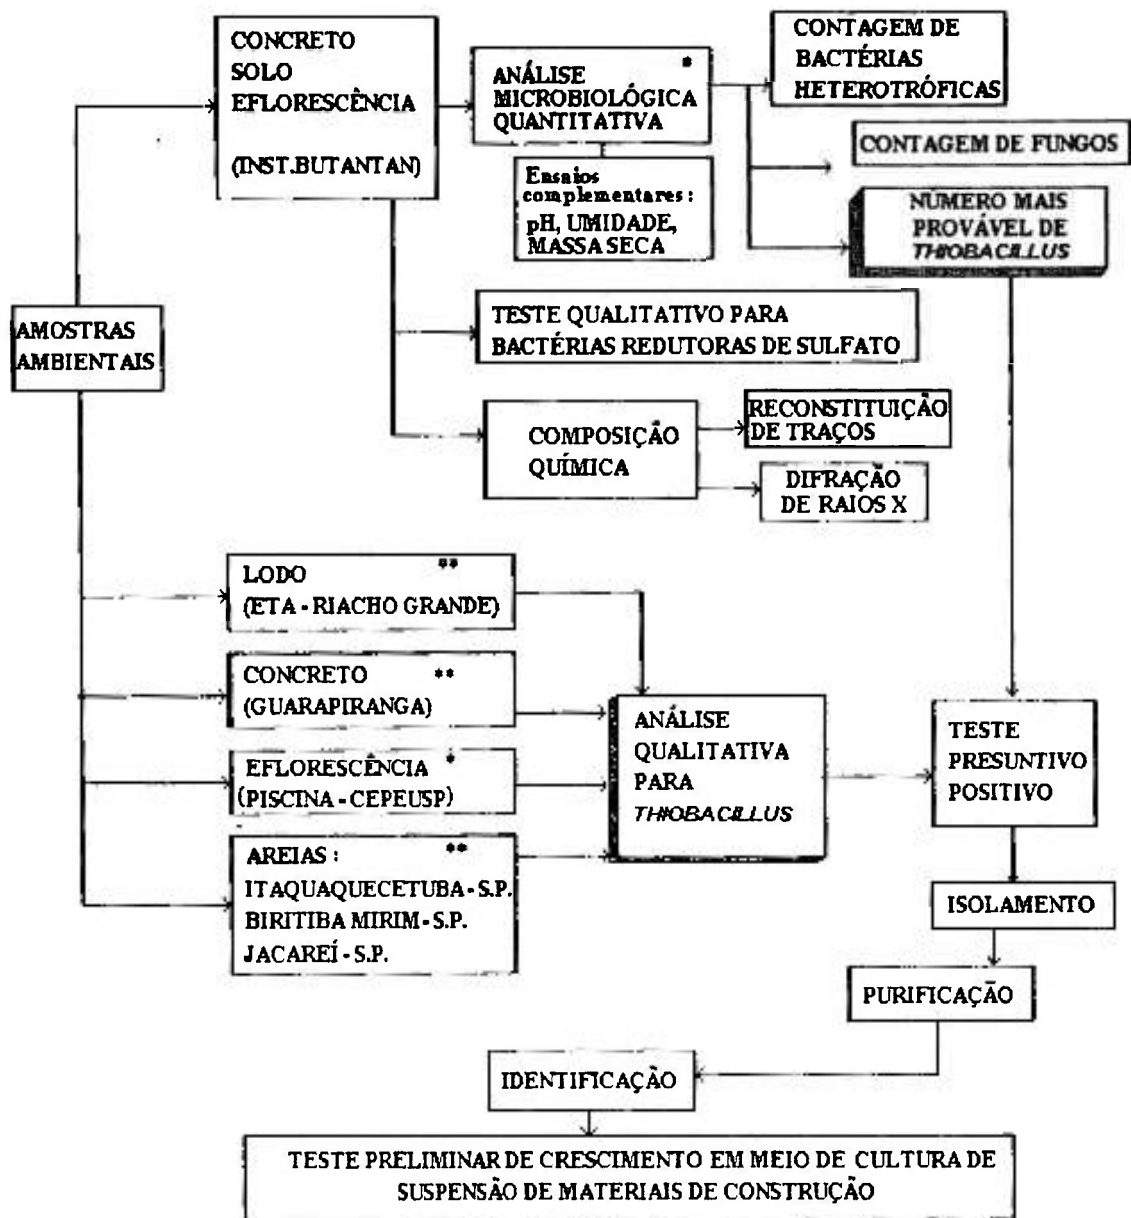 CONCRETO
SOLO
EFLORESCÊNCIA
(INST.BUTANTAN)
ANÁLISE *
MICROBIOLÓGICA
QUANTITATIVA
Ensaios
complementares :
pH, UMIDADE,
MASSA SECA
CONTAGEM DE
BACTÉRIAS
HETEROTRÓFICAS
CONTAGEM DE FUNGOS
NÚMERO MAIS
PROVÁVEL DE
THIOBACILLUS
AMOSTRAS
AMBIENTAIS
TESTE QUALITATIVO PARA
BACTÉRIAS REDUTORAS DE SULFATO
COMPOSIÇÃO
QUÍMICA
RECONSTITUIÇÃO
DE TRAÇOS
DIFRAÇÃO
DE RAIOS X
LODO **
(ETA - RIACHO GRANDE)
CONCRETO **
(GUARAPIRANGA)
EFLORESCÊNCIA *
(PISCINA - CEPEUSP)
AREIAS : **
ITAQUAQUECETUBA - S.P.
BIRITIBA MIRIM - S.P.
JACAREÍ - S.P.
ANÁLISE
QUALITATIVA
PARA
THIOBACILLUS
TESTE
PRESUNTIVO
POSITIVO
ISOLAMENTO
PURIFICAÇÃO
IDENTIFICAÇÃO
TESTE PRELIMINAR DE CRESCIMENTO EM MEIO DE CULTURA DE
SUSPENSÃO DE MATERIAIS DE CONSTRUÇÃO